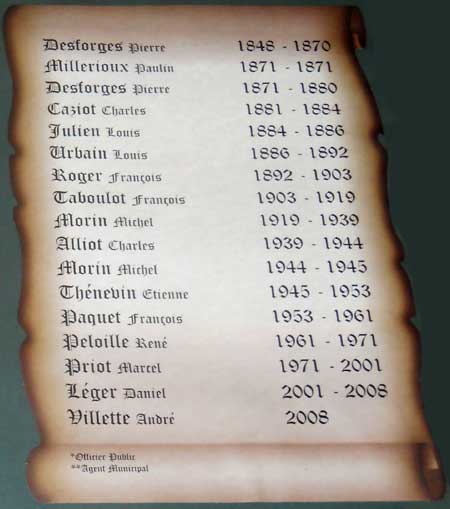 Desforges Pierre 1848 - 1870
Millerioux Paulin 1871 - 1871
Desforges Pierre 1871 - 1880
Caziot Charles 1881 - 1884
Julien Louis 1884 - 1886
Urbain Louis 1886 - 1892
Roger François 1892 - 1903
Taboulot François 1903 - 1919
Morin Michel 1919 - 1939
Alliot Charles 1939 - 1944
Morin Michel 1944 - 1945
Thénevin Etienne 1945 - 1953
Paquet François 1953 - 1961
Peloille René 1961 - 1971
Priot Marcel 1971 - 2001
Léger Daniel 2001 - 2008
Villette André 2008
*Officier Public
**Agent Municipal